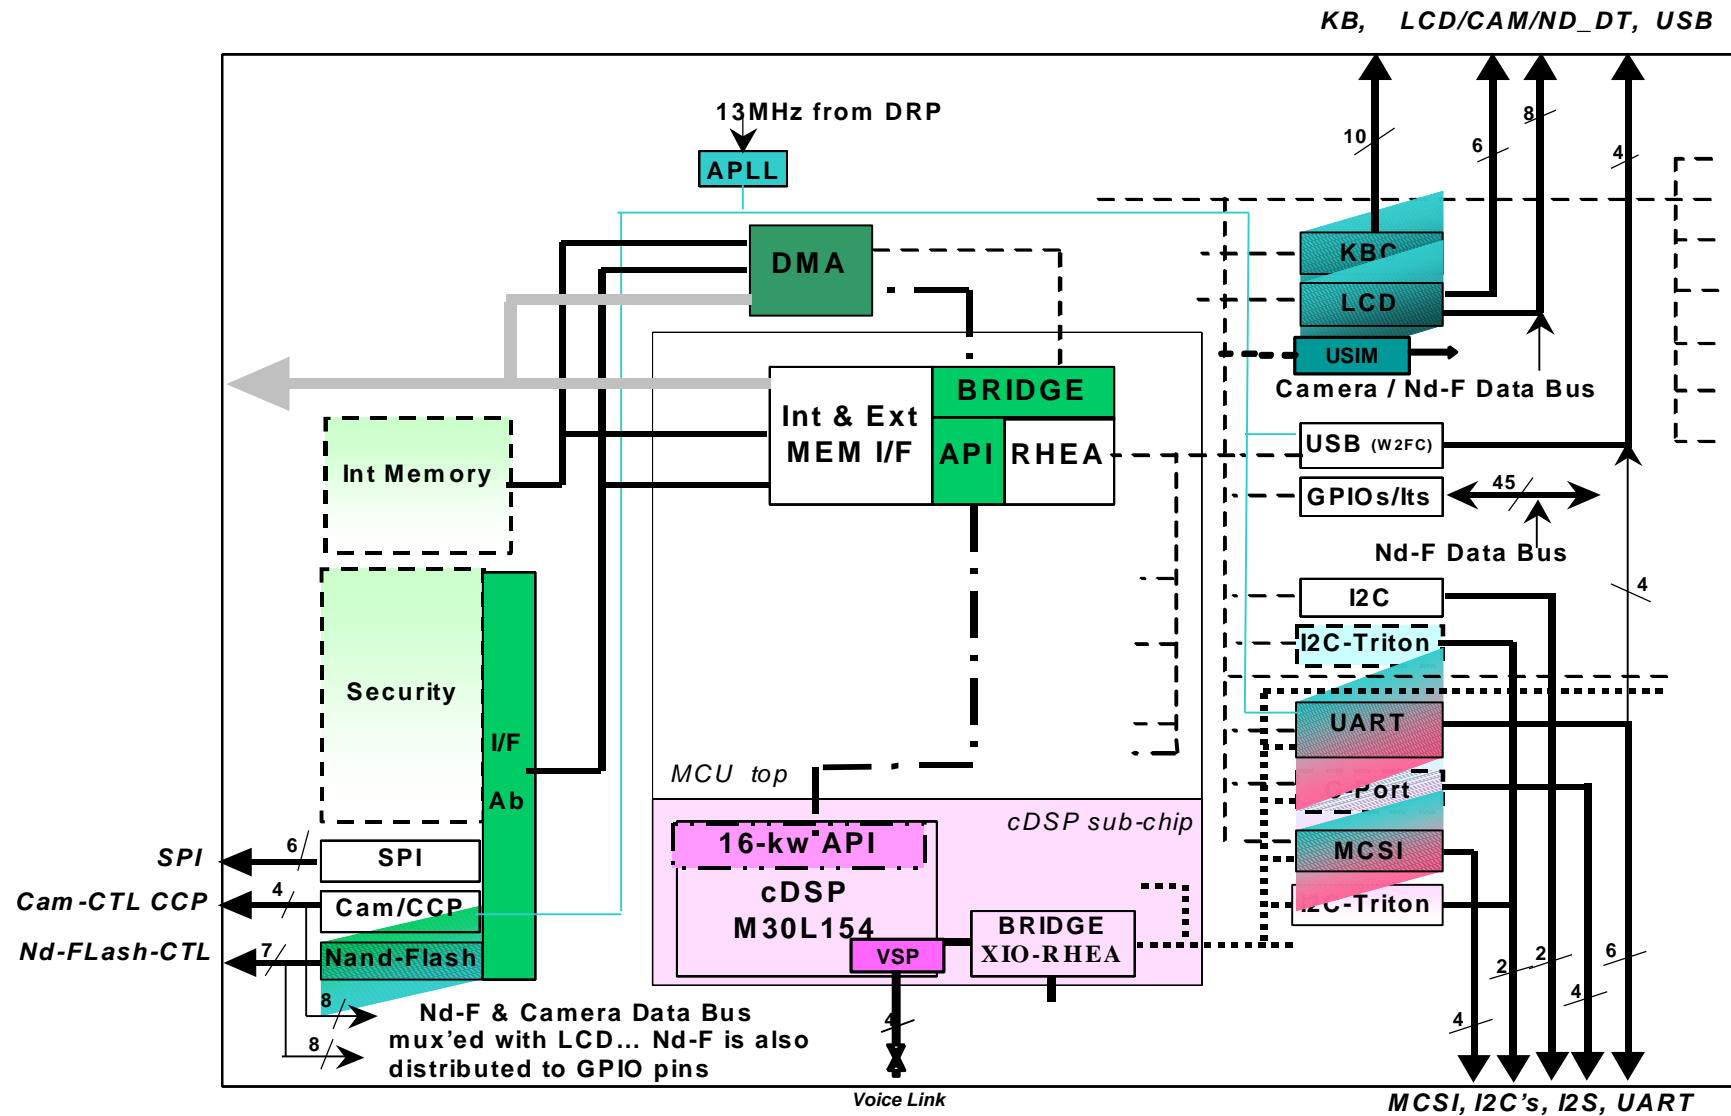 KB, LCD/CAM/ND_DT, USB
13MHz from DRP
APLL
10
6
8
4
DMA
KBC
LCD
USIM
Camera / Nd-F Data Bus
BRIDGE
Int & Ext
MEM I/F
API
RHEA
USB (W2FC)
Int Memory
GPIOs/Its
45
Nd-F Data Bus
I2C
4
I2C-Triton
Security
UART
I/F
Ab
MCU top
C-Port
cDSP sub-chip
16-kw API
MCSI
SPI
6
SPI
cDSP
M30L154
Cam-CTL CCP
4
Cam/CCP
I2C-Triton
BRIDGE
XIO-RHEA
VSP
Nd-FLash-CTL
7
Nand-Flash
2
2
6
8
4
4
4
8
Nd-F & Camera Data Bus
mux’ed with LCD... Nd-F is also
distributed to GPIO pins
Voice Link
MCSI, I2C’s, I2S, UART